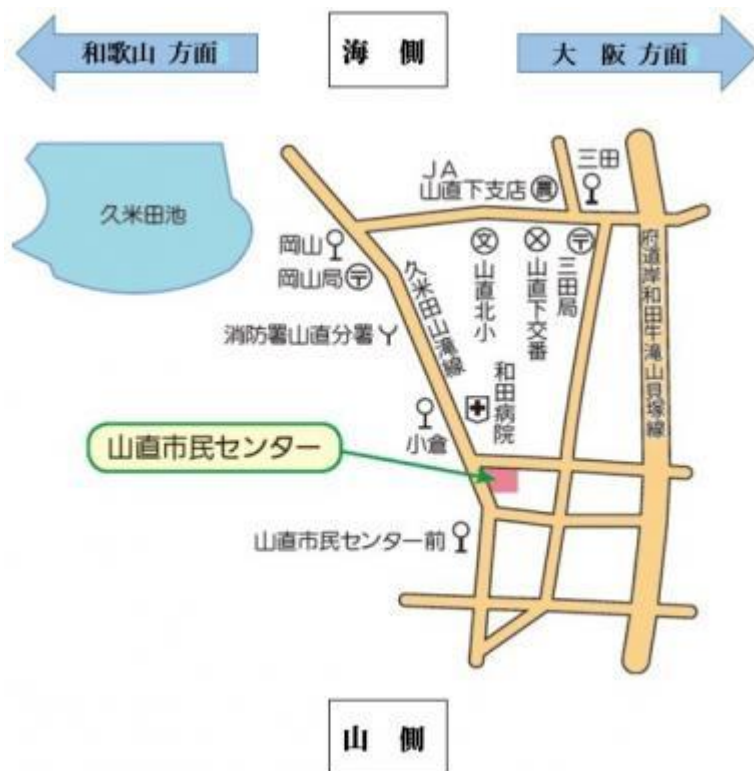 和歌山 方面
海 側
大 阪 方面
久米田池
JA
山直下支店
農
三田
岡山
岡山局
文
山直北小
山直下交番
三田局
府道岸和田牛滝山貝塚線
久米田山滝線
消防署山直分署
和田病院
小倉
山直市民センター
山直市民センター前
山 側